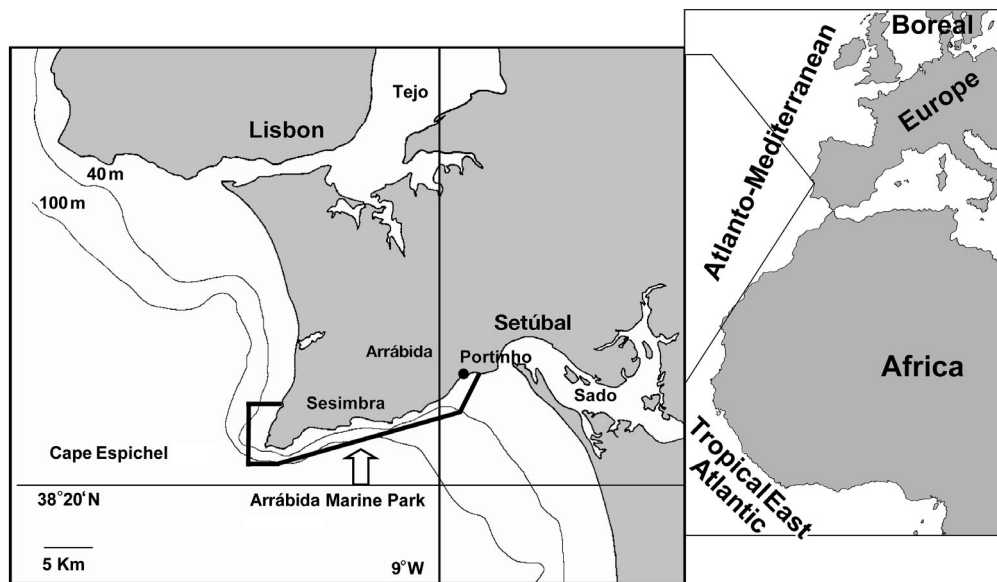 Tejo
Lisbon
40 m
100 m
Setúbal
Arrábida
Portinho
Sesimbra
Sado
Cape Espichel
38°20‘N
Arrábida Marine Park
5 Km
9°W
Boreal
Europe
Atlanto-Mediterranean
Africa
Tropical East
Atlantic